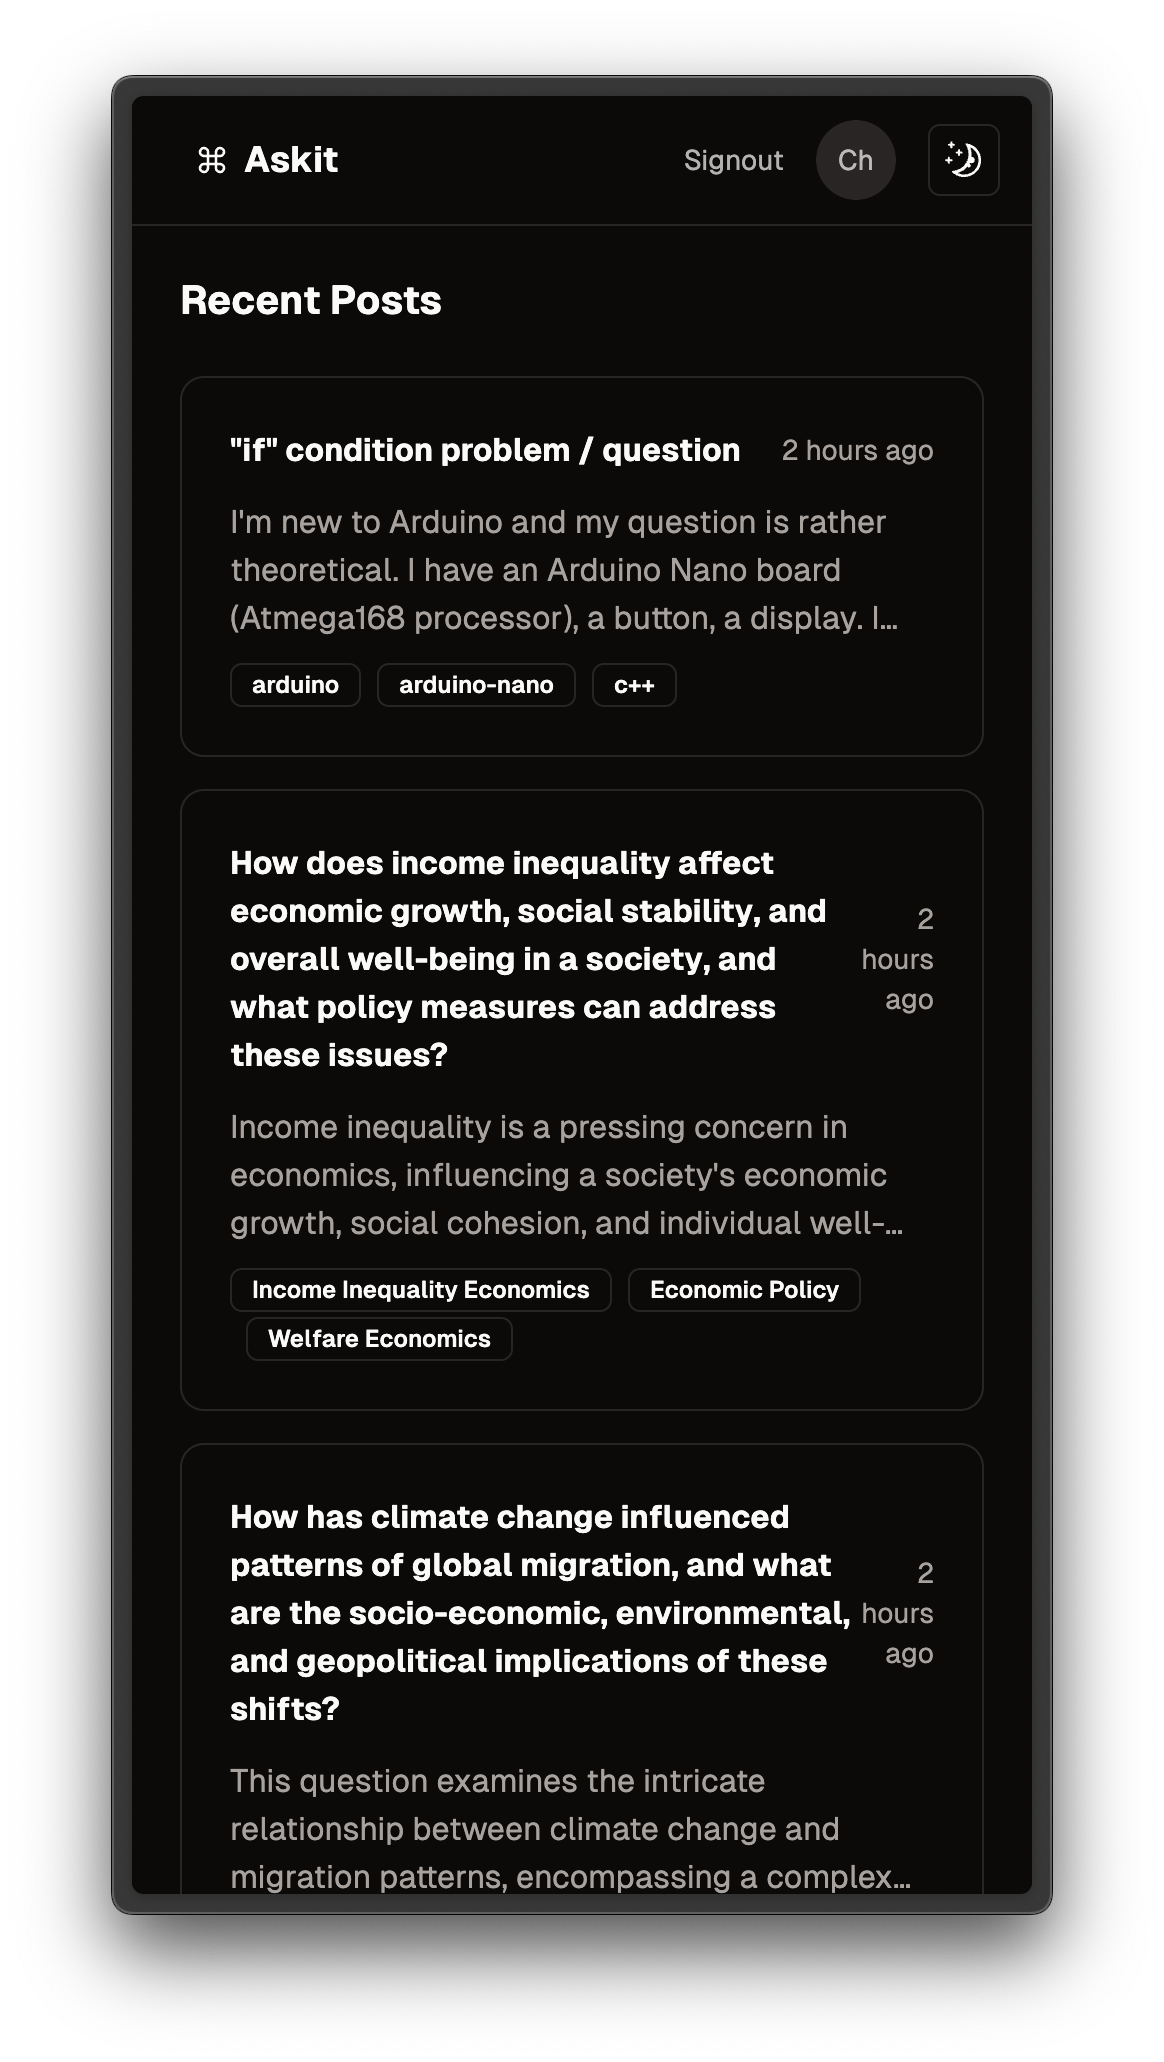 ⌘ Askit
Signout
Ch
Recent Posts
"if" condition problem / question
2 hours ago
I'm new to Arduino and my question is rather
theoretical. I have an Arduino Nano board
(Atmega168 processor), a button, a display. I...
arduino
arduino-nano
c++
How does income inequality affect
economic growth, social stability, and
overall well-being in a society, and
what policy measures can address
these issues?
2
hours
ago
Income inequality is a pressing concern in
economics, influencing a society's economic
growth, social cohesion, and individual well-...
Income Inequality Economics
Economic Policy
Welfare Economics
How has climate change influenced
patterns of global migration, and what
are the socio-economic, environmental,
and geopolitical implications of these
shifts?
2
hours
ago
This question examines the intricate
relationship between climate change and
migration patterns, encompassing a complex...